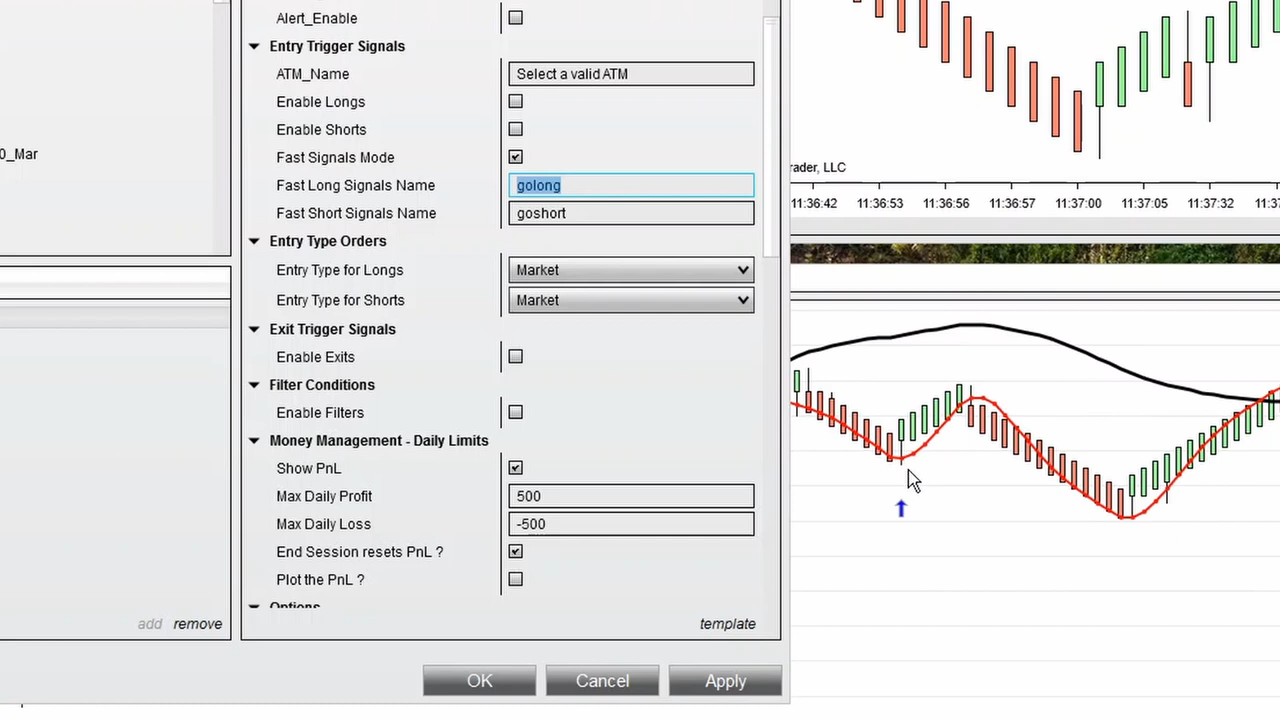 Alert_Enable
Entry Trigger Signals
ATM_Name Select a valid ATM
Enable Longs
Enable Shorts
0_Mar
Fast Signals Mode
Fast Long Signals Name golong
Fast Short Signals Name goshort
Entry Type Orders
Entry Type for Longs Market
Entry Type for Shorts Market
Exit Trigger Signals
Enable Exits
Filter Conditions
Enable Filters
Money Management - Daily Limits
Show PnL
Max Daily Profit 500
Max Daily Loss -500
End Session resets PnL ?
Plot the PnL ?
Options
add remove
template
OK Cancel Apply
rader, LLC
11:36:42 11:36:53 11:36:56 11:36:57 11:37:00 11:37:05 11:37:32 11:37